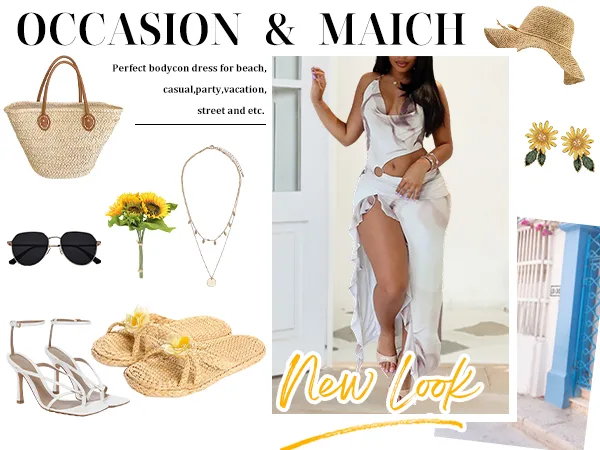 OCCASION & MAICH
Perfect bodycon dress for beach,
casual,party,vacation,
street and etc.
New Look